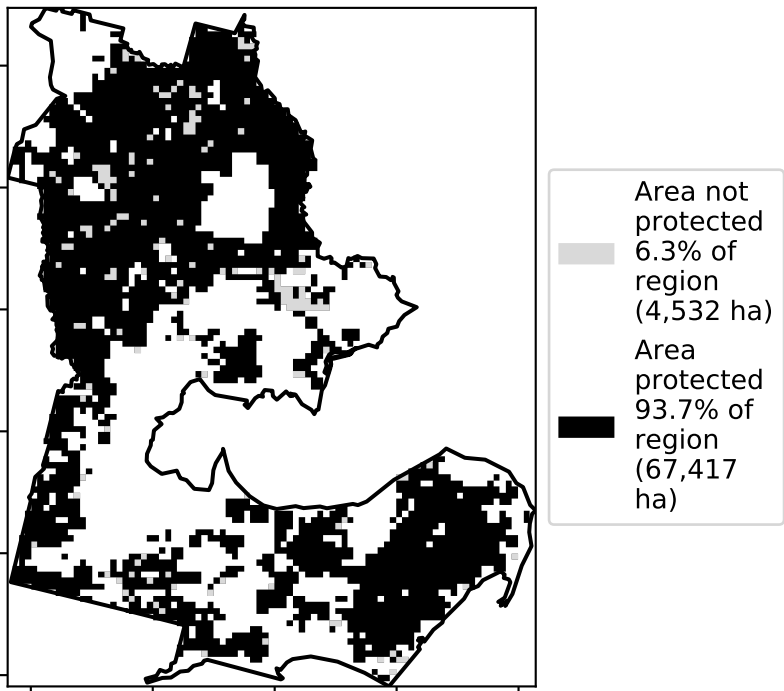 Area not
protected
6.3% of
region
(4,532 ha)
Area
protected
93.7% of
region
(67,417
ha)